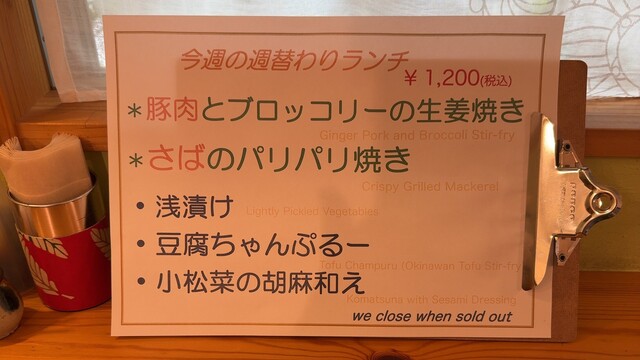 今週の週替わりランチ
¥1,200(税込)
*豚肉とブロッコリーの生姜焼き
Ginger Pork and Broccoli Stir-fry
*さばのパリパリ焼き
Crispy Grilled Mackerel
・浅漬け
Lightly Pickled Vegetables
・豆腐ちゃんぷるー
Tofu Champuru (Okinawan Tofu Stir-fry
・小松菜の胡麻和え
Komatsuna with Sesami Dressing
we close when sold out